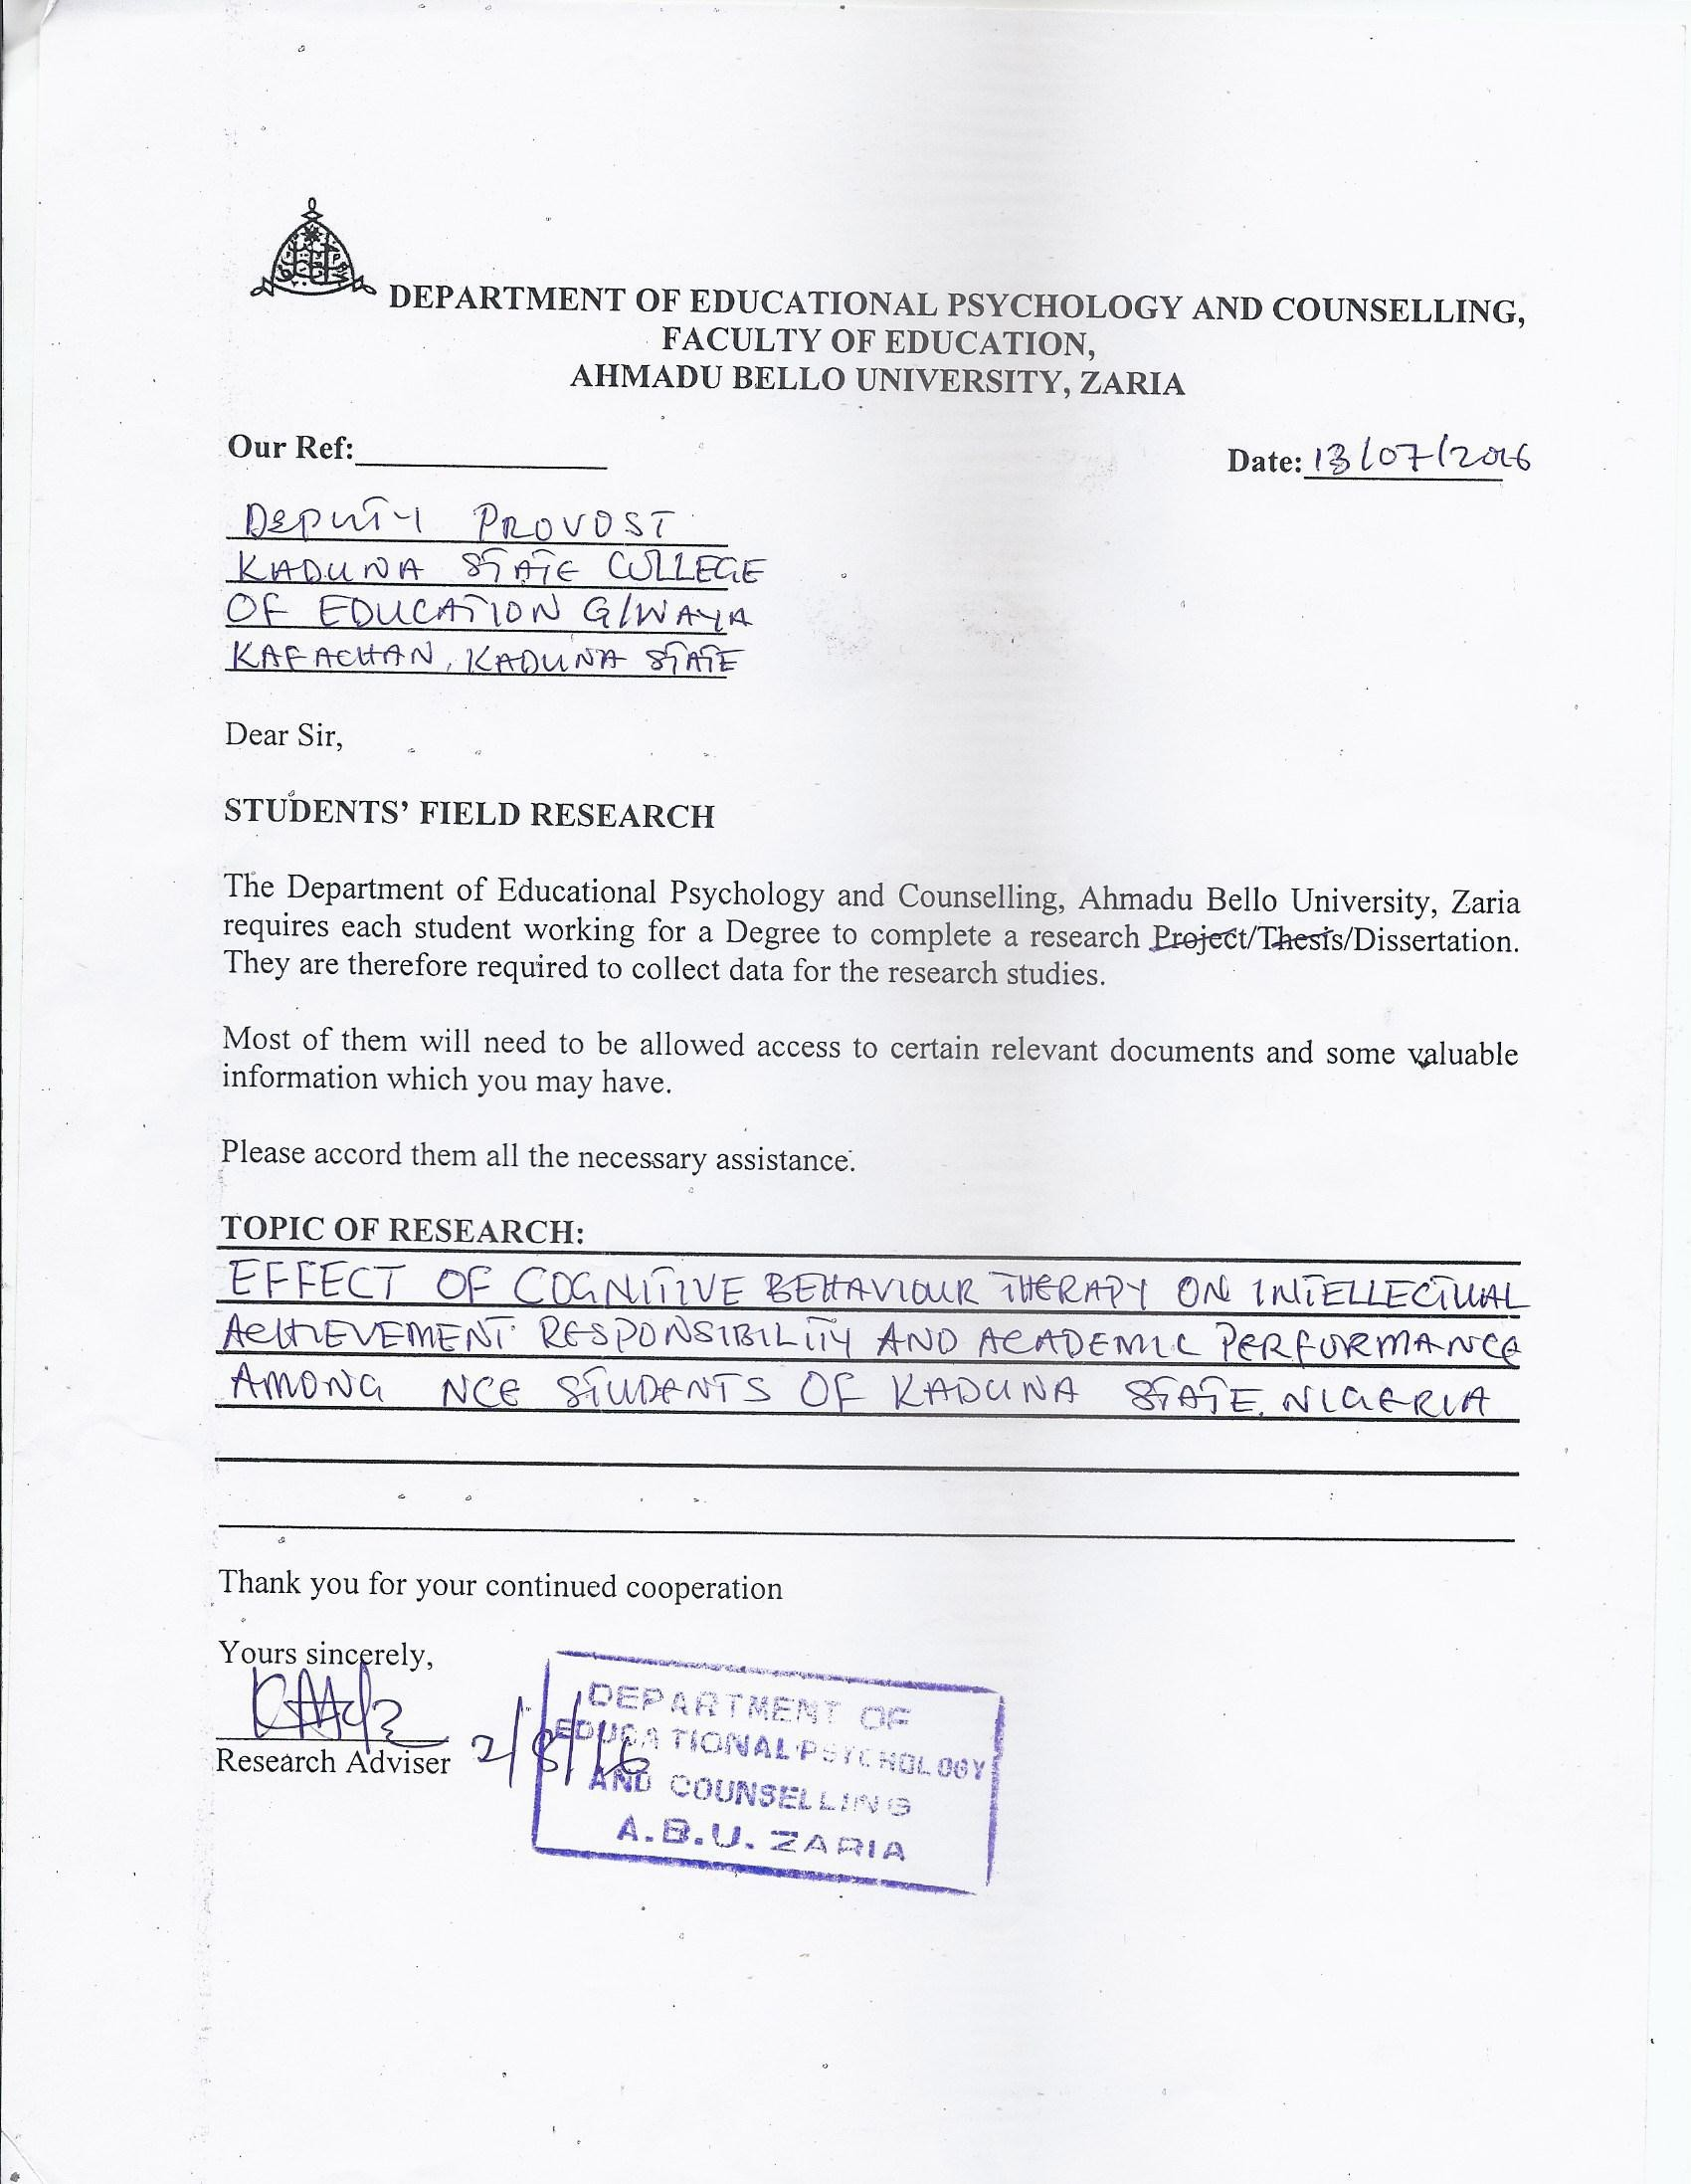 DEPARTMENT OF EDUCATIONAL PSYCHOLOGY AND COUNSELLING,
FACULTY OF EDUCATION,
AHMADU BELLO UNIVERSITY, ZARIA
Our Ref:
Date: 13/07/2016
DEPUTY PROVOST
KADUNA STATE COLLEGE
OF EDUCATION G/WAYA
KAFACHAN, KADUNA STATE
Dear Sir,
STUDENTS' FIELD RESEARCH
The Department of Educational Psychology and Counselling, Ahmadu Bello University, Zaria
requires each student working for a Degree to complete a research Project/Thesis/Dissertation.
They are therefore required to collect data for the research studies.
Most of them will need to be allowed access to certain relevant documents and some valuable
information which you may have.
Please accord them all the necessary assistance.
TOPIC OF RESEARCH:
EFFECT OF COGNITIVE BEHAVIOUR THERAPY ON INTELLECTUAL
ACHIEVEMENT RESPONSIBILITY AND ACADEMIC PERFORMANCE
AMONG NCE STUDENTS OF KADUNA STATE, NIGERIA
Thank you for your continued cooperation
Yours sincerely,
Research Adviser 2/8/16
DEPARTMENT OF
EDUCATIONAL PSYCHOLOGY
AND COUNSELLING
A.B.U. ZARIA